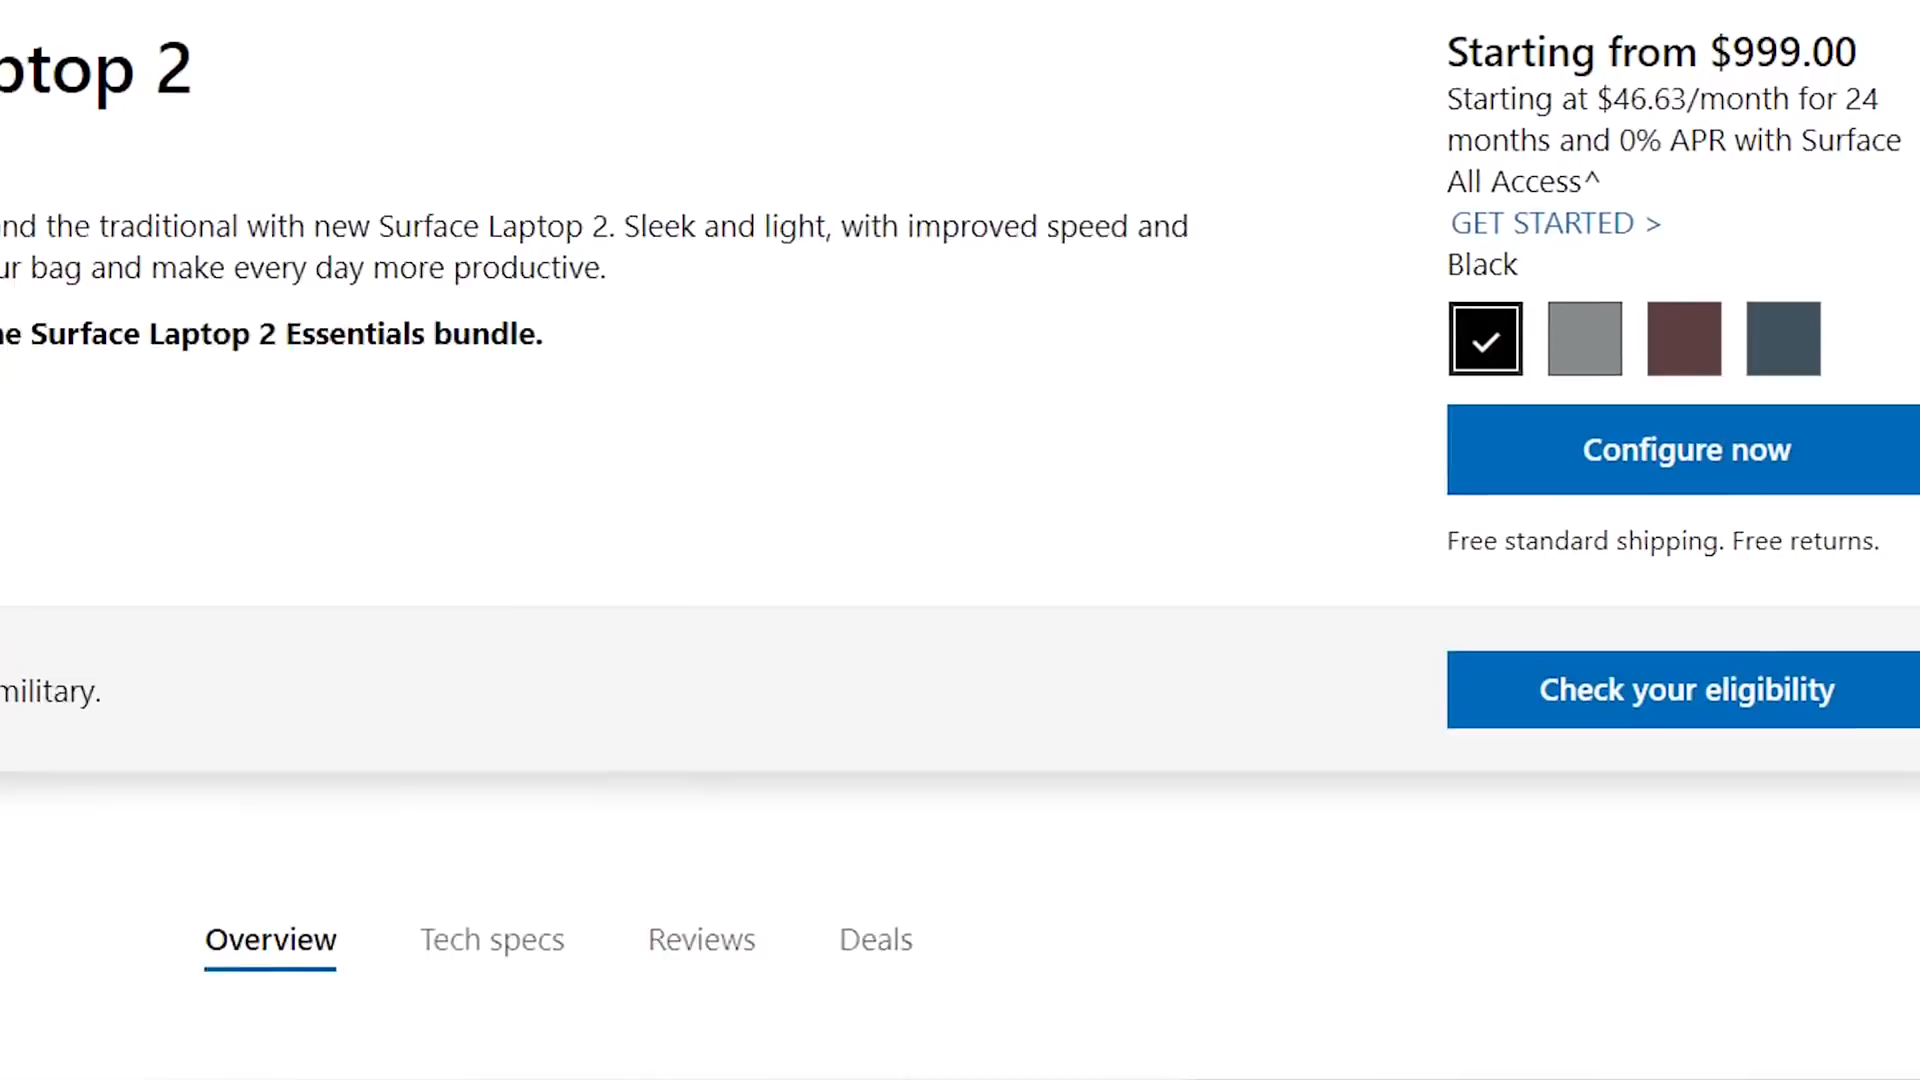 ptop 2
Starting from $999.00
Starting at $46.63/month for 24
months and 0% APR with Surface
All Access^
GET STARTED >
Black
nd the traditional with new Surface Laptop 2. Sleek and light, with improved speed and
ur bag and make every day more productive.
ne Surface Laptop 2 Essentials bundle.
Configure now
Free standard shipping. Free returns.
military.
Check your eligibility
Overview
Tech specs
Reviews
Deals